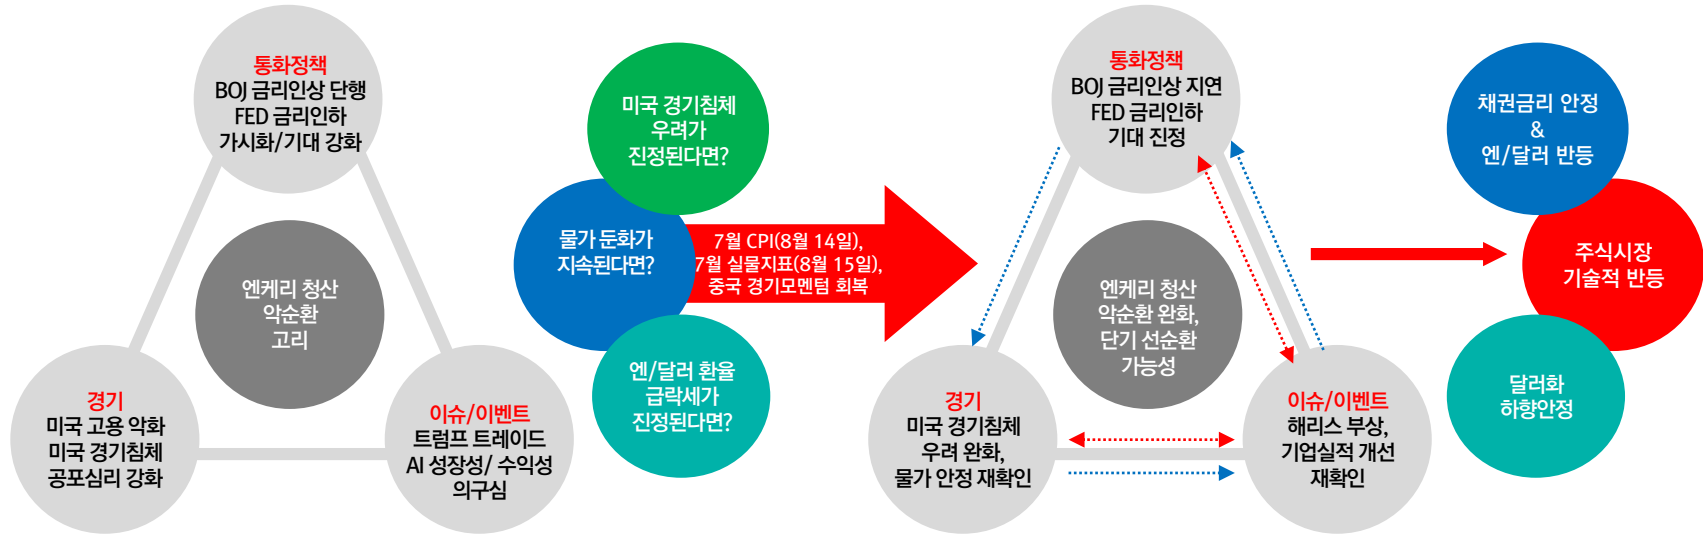 통화정책
BOJ 금리인상 단행
FED 금리인하
가시화/기대 강화
엔케리 청산
악순환
고리
경기
미국 고용 악화
미국 경기침체
공포심리 강화
이슈/이벤트
트럼프 트레이드
AI 성장성/ 수익성
의구심
미국 경기침체
우려가
진정된다면?
물가 둔화가
지속된다면?
엔/달러 환율
급락세가
진정된다면?
7월 CPI(8월 14일),
7월 실물지표(8월 15일),
중국 경기모멘텀 회복
통화정책
BOJ 금리인상 지연
FED 금리인하
기대 진정
엔케리 청산
악순환 완화,
단기 선순환
가능성
경기
미국 경기침체
우려 완화,
물가 안정 재확인
이슈/이벤트
해리스 부상,
기업실적 개선
재확인
채권금리 안정
&
엔/달러 반등
주식시장
기술적 반등
달러화
하향안정